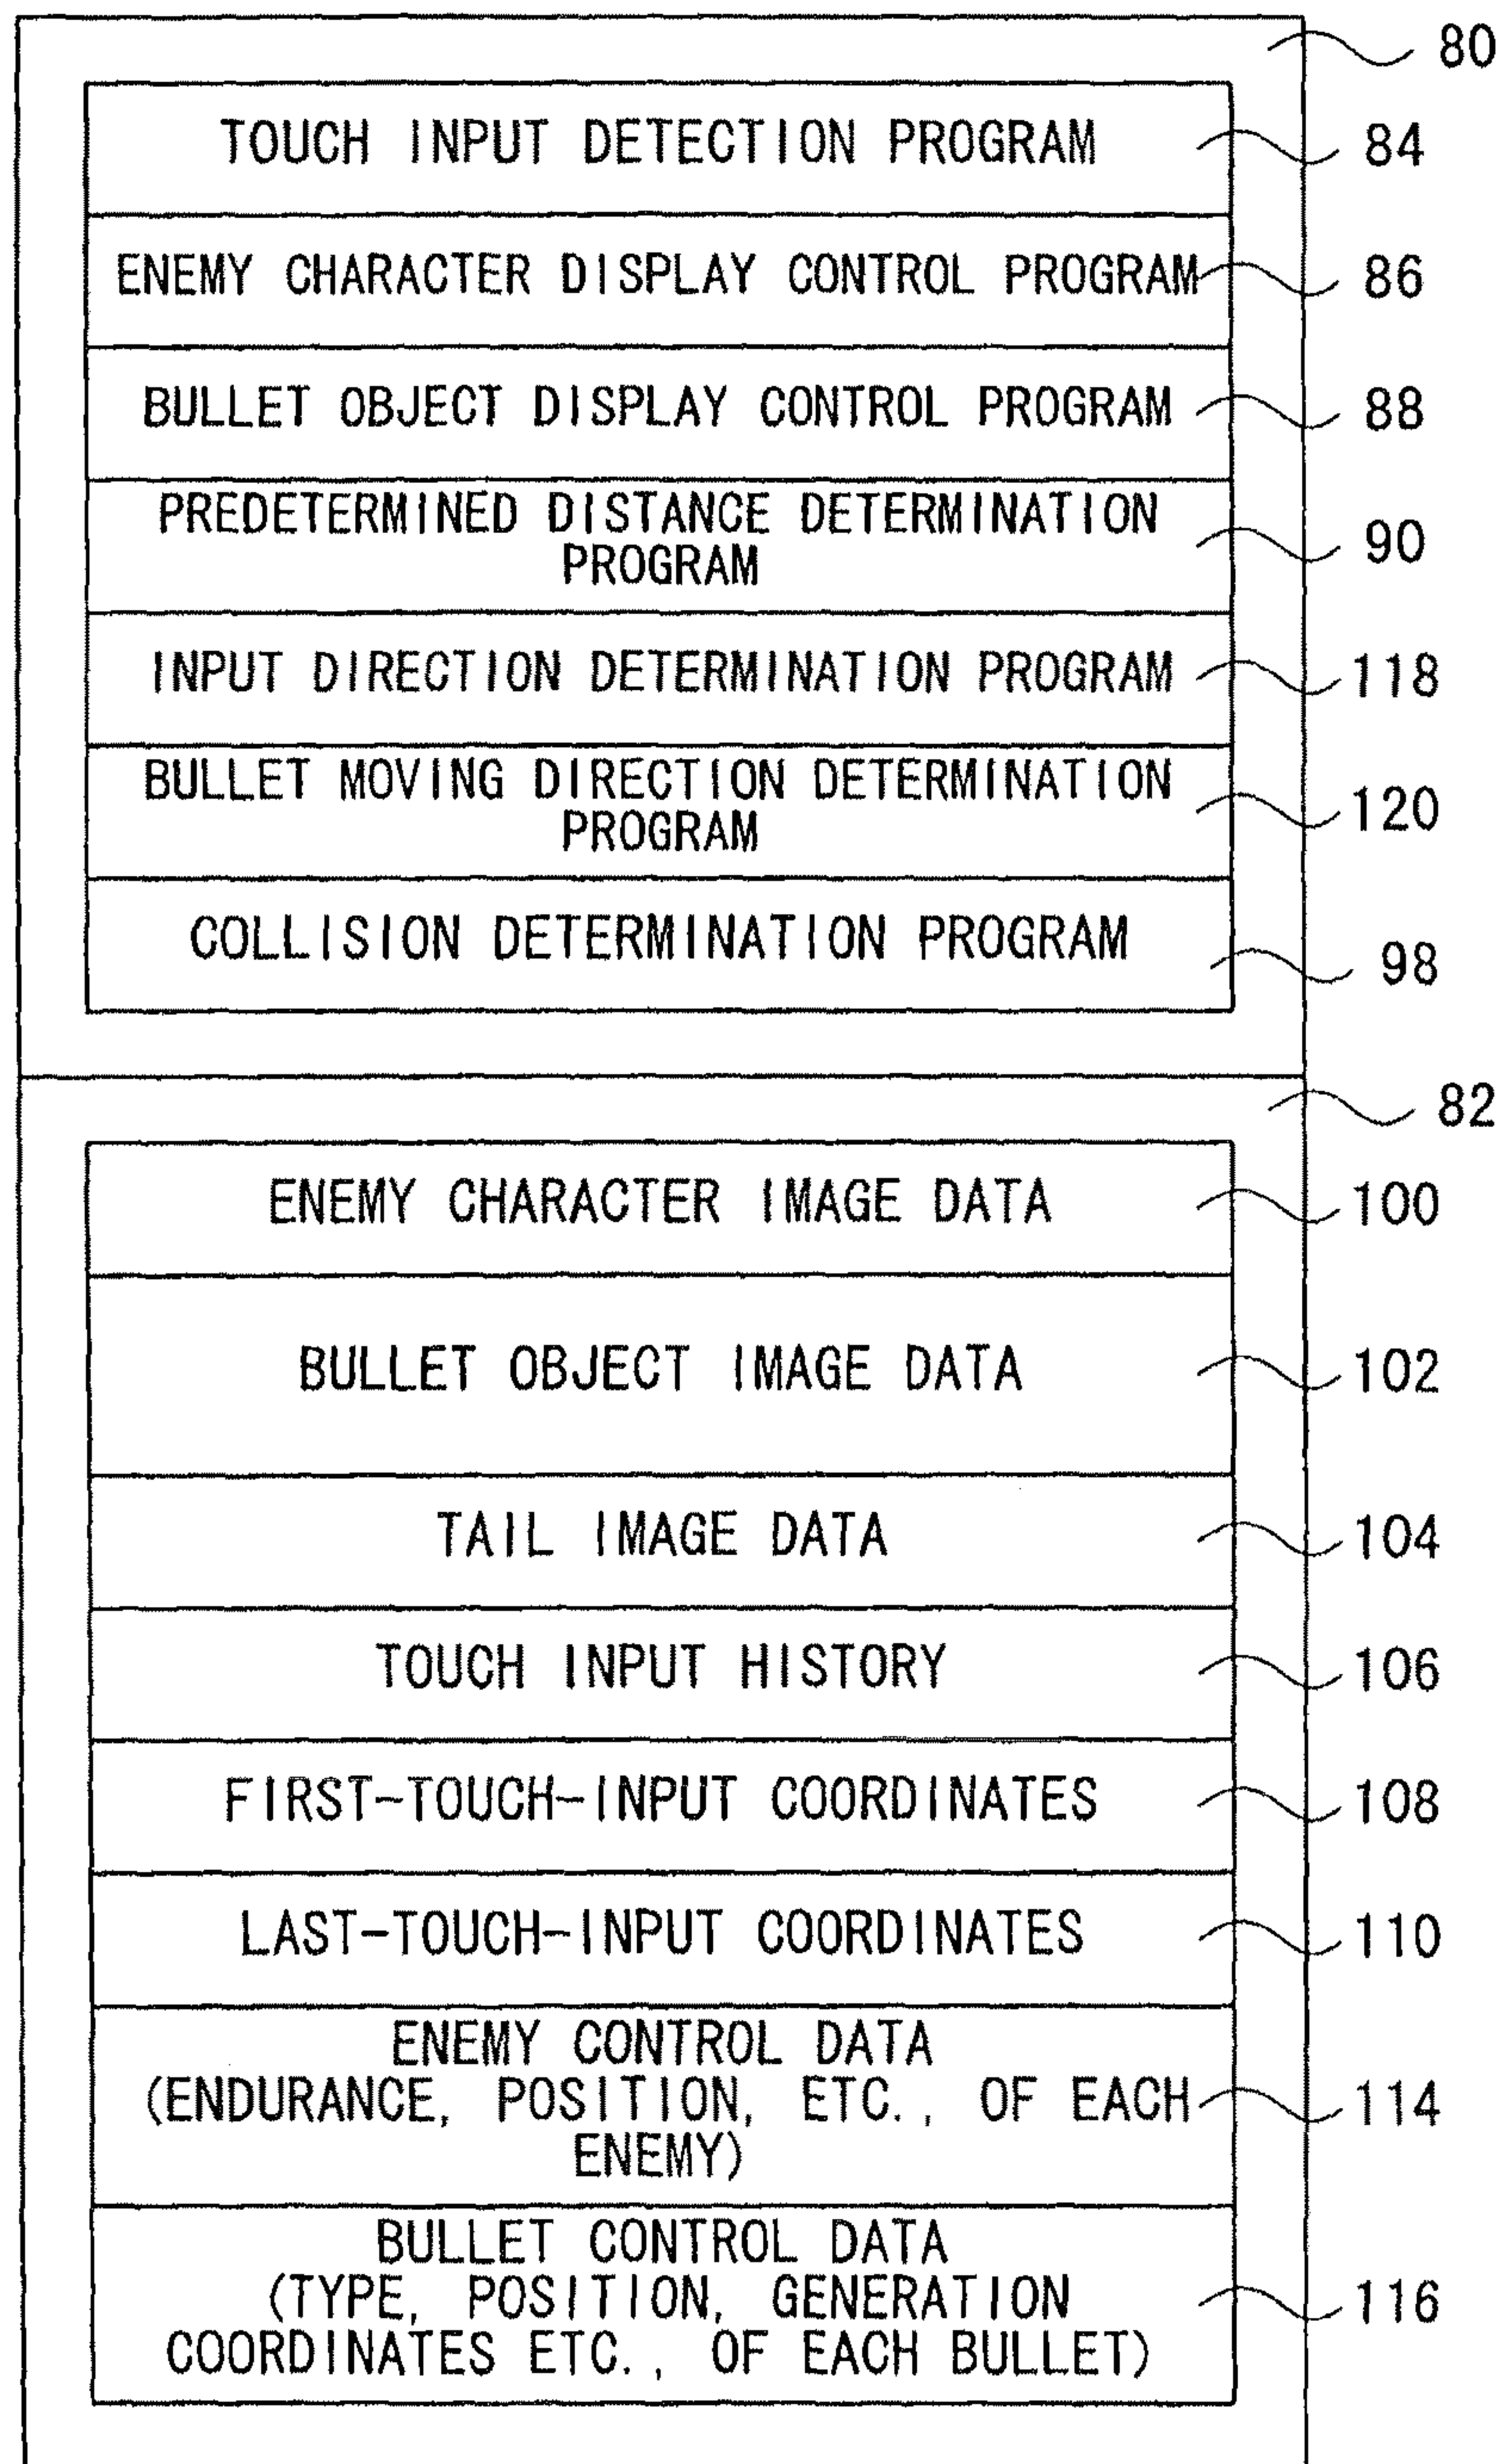 80
TOUCH INPUT DETECTION PROGRAM 84
ENEMY CHARACTER DISPLAY CONTROL PROGRAM 86
BULLET OBJECT DISPLAY CONTROL PROGRAM 88
PREDETERMINED DISTANCE DETERMINATION
PROGRAM 90
INPUT DIRECTION DETERMINATION PROGRAM 118
BULLET MOVING DIRECTION DETERMINATION
PROGRAM 120
COLLISION DETERMINATION PROGRAM 98
82
ENEMY CHARACTER IMAGE DATA 100
BULLET OBJECT IMAGE DATA 102
TAIL IMAGE DATA 104
TOUCH INPUT HISTORY 106
FIRST-TOUCH-INPUT COORDINATES 108
LAST-TOUCH-INPUT COORDINATES 110
ENEMY CONTROL DATA
(ENDURANCE, POSITION, ETC., OF EACH 114
ENEMY)
BULLET CONTROL DATA
(TYPE, POSITION, GENERATION 116
COORDINATES ETC., OF EACH BULLET)